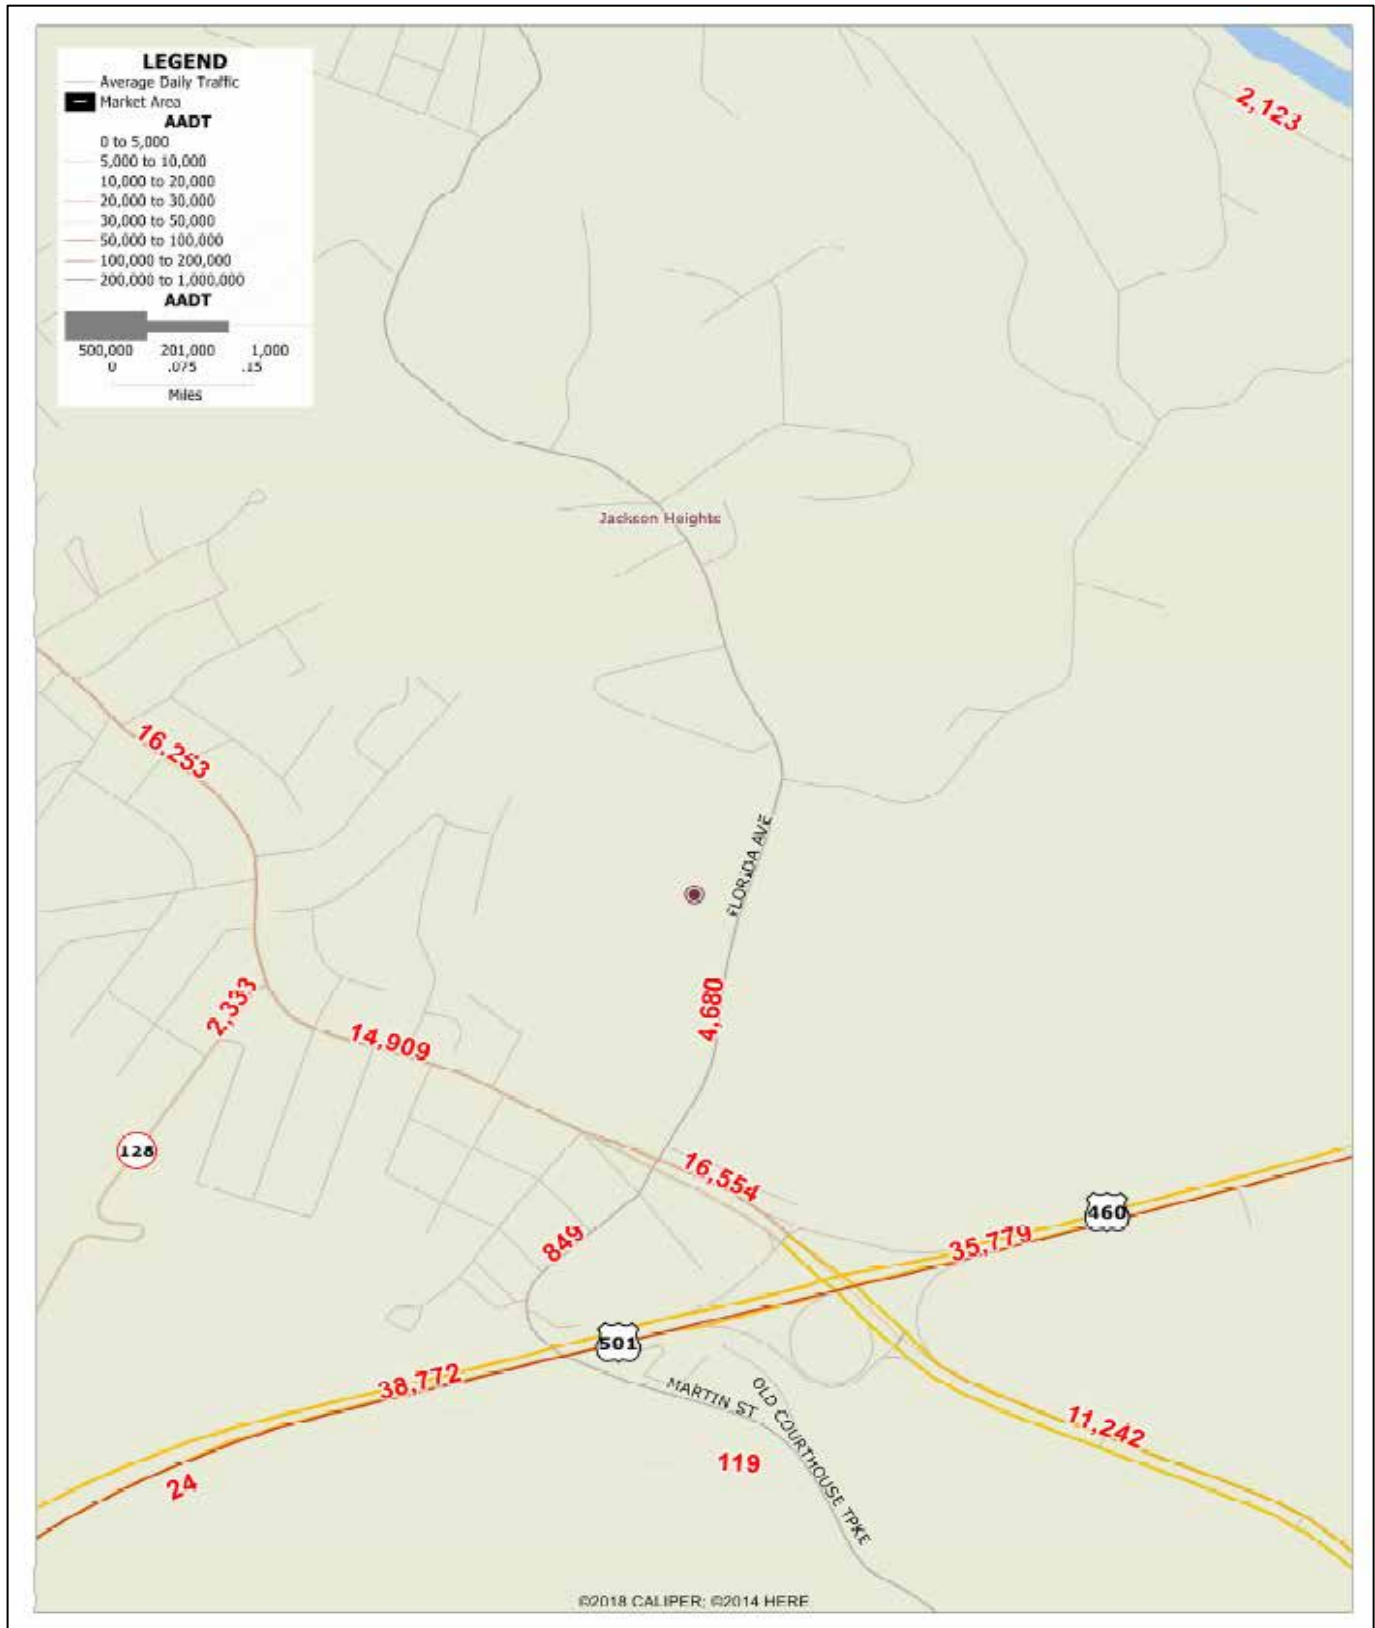 LEGEND
Average Daily Traffic
Market Area
AADT
0 to 5,000
5,000 to 10,000
10,000 to 20,000
20,000 to 30,000
30,000 to 50,000
50,000 to 100,000
100,000 to 200,000
200,000 to 1,000,000
AADT
500,000 201,000 1,000
0 .075 .15
Miles
2,123
Jackson Heights
16,253
FLORIDA AVE
2,333
4,680
14,909
128
16,554
460
849
35,779
501
38,772
MARTIN ST
OLD COURTHOUSE TPKE
11,242
119
24
©2018 CALIPER; ©2014 HERE